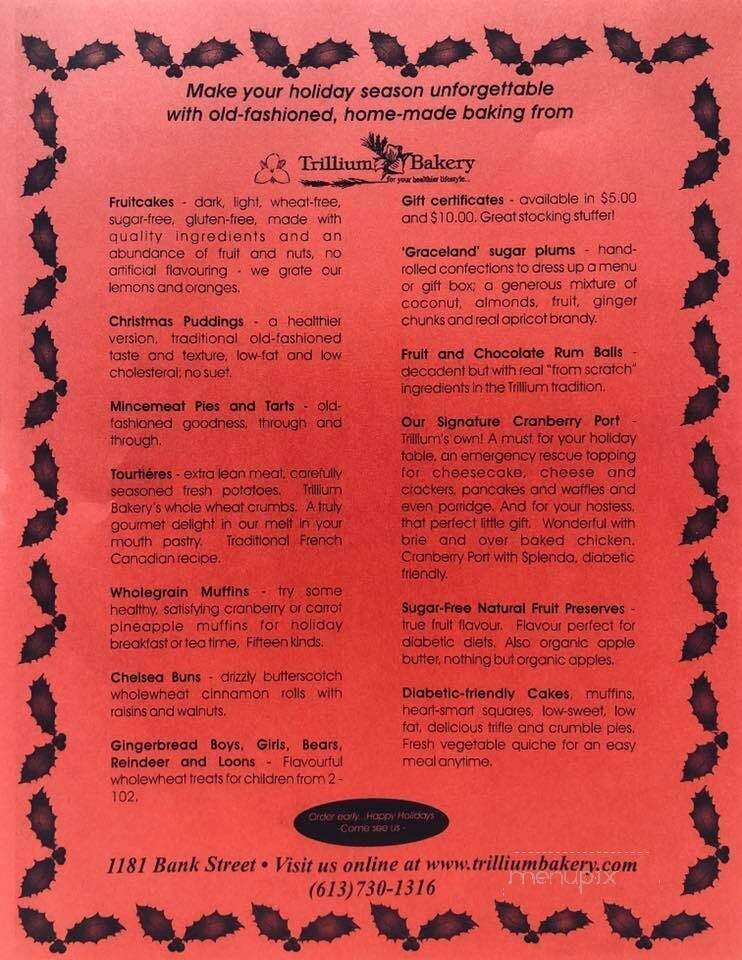 Make your holiday season unforgettable
with old-fashioned, home-made baking from
Trillium Bakery
for your healthier lifestyle...
Fruitcakes - dark, light, wheat-free,
sugar-free, gluten-free, made with
quality ingredients and an
abundance of fruit and nuts, no
artificial flavouring - we grate our
lemons and oranges.
Christmas Puddings - a healthier
version, traditional old-fashioned
taste and texture, low-fat and low
cholesteral; no suet.
Mincemeat Pies and Tarts - old-
fashioned goodness, through and
through.
Tourtiéres - extra lean meat, carefully
seasoned fresh potatoes. Trillium
Bakery's whole wheat crumbs. A truly
gourmet delight in our melt in your
mouth pastry. Traditional French
Canadian recipe.
Wholegrain Muffins - try some
healthy, satisfying cranberry or carrot
pineapple muffins for holiday
breakfast or tea time. Fifteen kinds.
Chelsea Buns - drizzly butterscotch
wholewheat cinnamon rolls with
raisins and walnuts.
Gingerbread Boys, Girls, Bears,
Reindeer and Loons - Flavourful
wholewheat treats for children from 2 -
102.
Gift certificates - available in $5.00
and $10.00. Great stocking stuffer!
'Graceland' sugar plums - hand-
rolled confections to dress up a menu
or gift box; a generous mixture of
coconut, almonds, fruit, ginger
chunks and real apricot brandy.
Fruit and Chocolate Rum Balls -
decadent but with real "from scratch"
ingredients in the Trillium tradition.
Our Signature Cranberry Port -
Trillium's own! A must for your holiday
table, an emergency rescue topping
for cheesecake, cheese and
crackers, pancakes and waffles and
even porridge. And for your hostess,
that perfect little gift. Wonderful with
brie and over baked chicken.
Cranberry Port with Splenda, diabetic
friendly.
Sugar-Free Natural Fruit Preserves -
true fruit flavour. Flavour perfect for
diabetic diets. Also organic apple
butter, nothing but organic apples.
Diabetic-friendly Cakes, muffins,
heart-smart squares, low-sweet, low
fat, delicious trifle and crumble pies.
Fresh vegetable quiche for an easy
meal anytime.
Order early...Happy Holidays
-Come see us -
1181 Bank Street • Visit us online at www.trilliumbakery.com
(613)730-1316
menupix